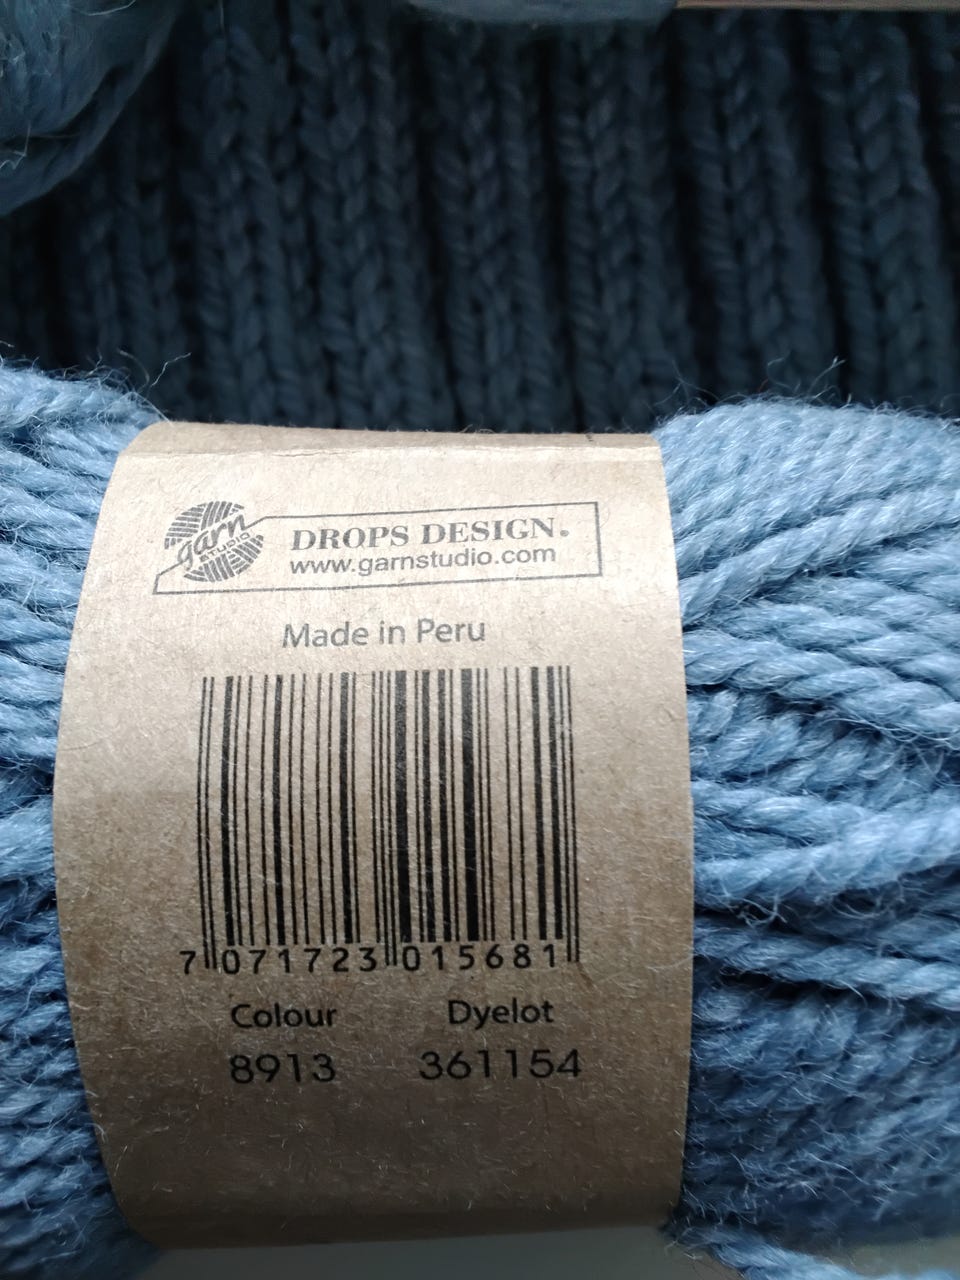 garn
STUDIO
DROPS DESIGN®
www.garnstudio.com
Made in Peru
7 071723 015681
Colour Dyelot
8913 361154